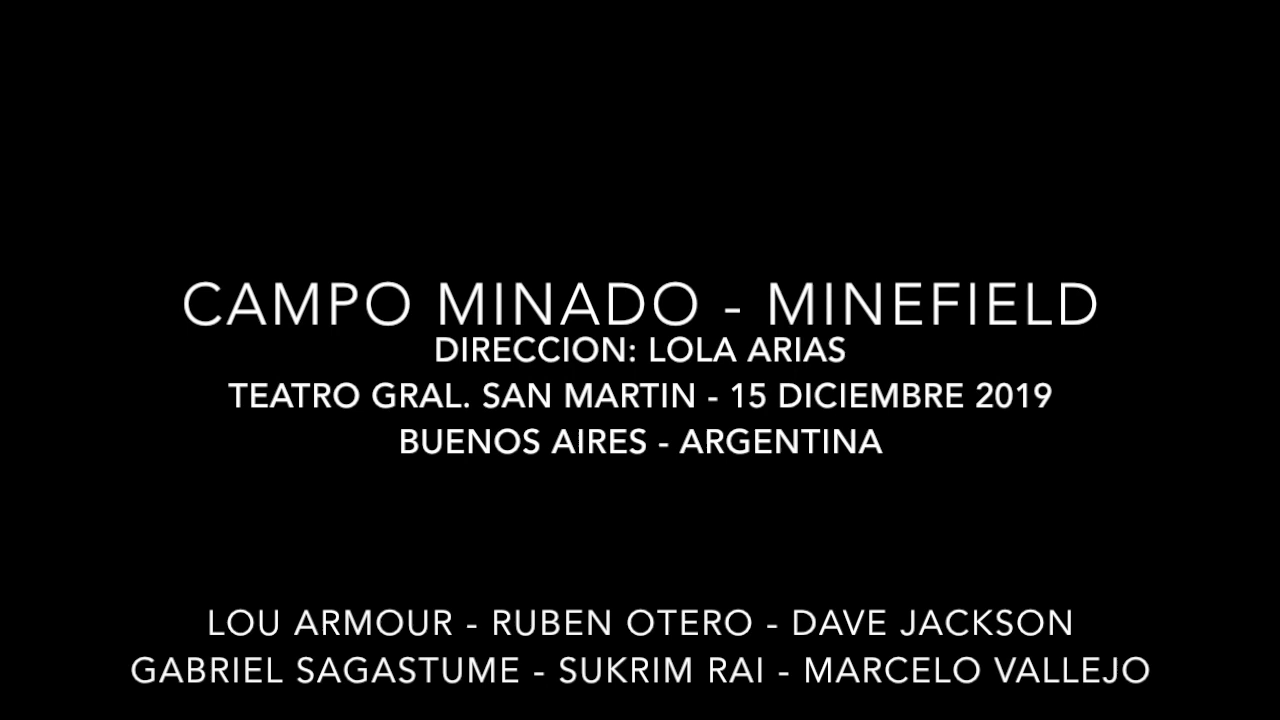 CAMPO MINADO - MINEFIELD
DIRECCION: LOLA ARIAS
TEATRO GRAL. SAN MARTIN - 15 DICIEMBRE 2019
BUENOS AIRES - ARGENTINA
LOU ARMOUR - RUBEN OTERO - DAVE JACKSON
GABRIEL SAGASTUME - SUKRIM RAI - MARCELO VALLEJO